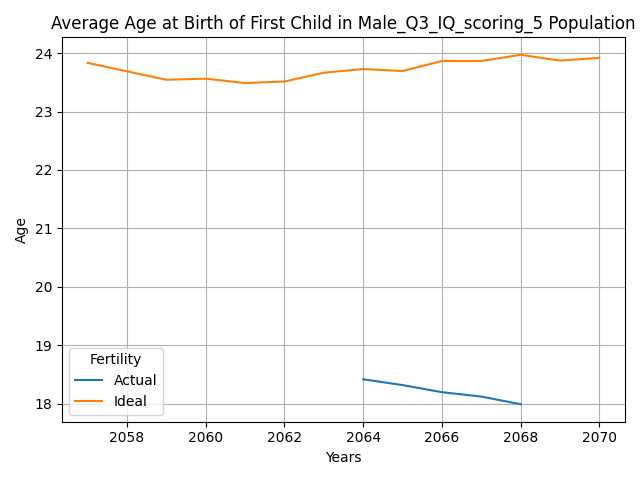 Average Age at Birth of First Child in Male_Q3_IQ_scoring_5 Population
24
23
22
21
20
19
18
Age
Fertility
Actual
Ideal
2058 2060 2062 2064 2066 2068 2070
Years